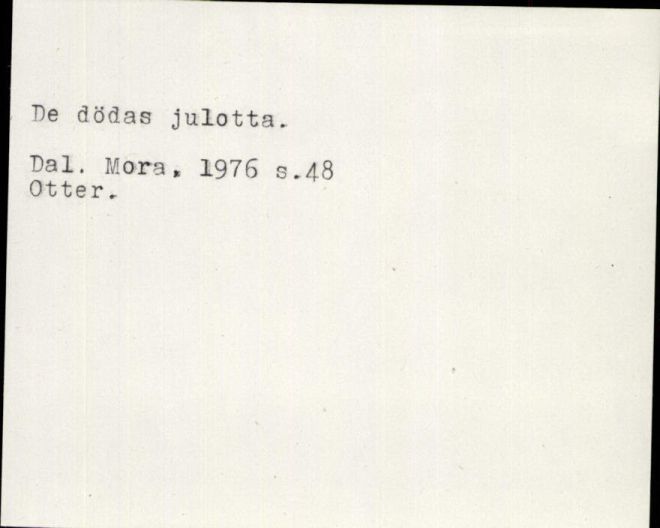 De dödas julotta.
Dal. Mora, 1976 s.48
Otter.